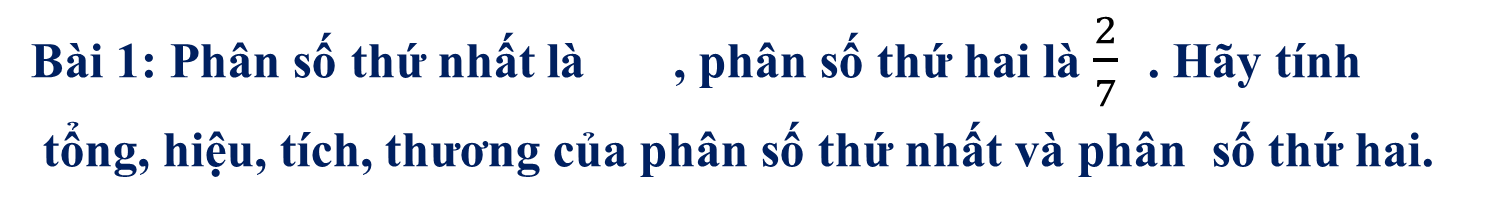 Bài 1: Phân số thứ nhất là , phân số thứ hai là 2/7 . Hãy tính
tổng, hiệu, tích, thương của phân số thứ nhất và phân số thứ hai.